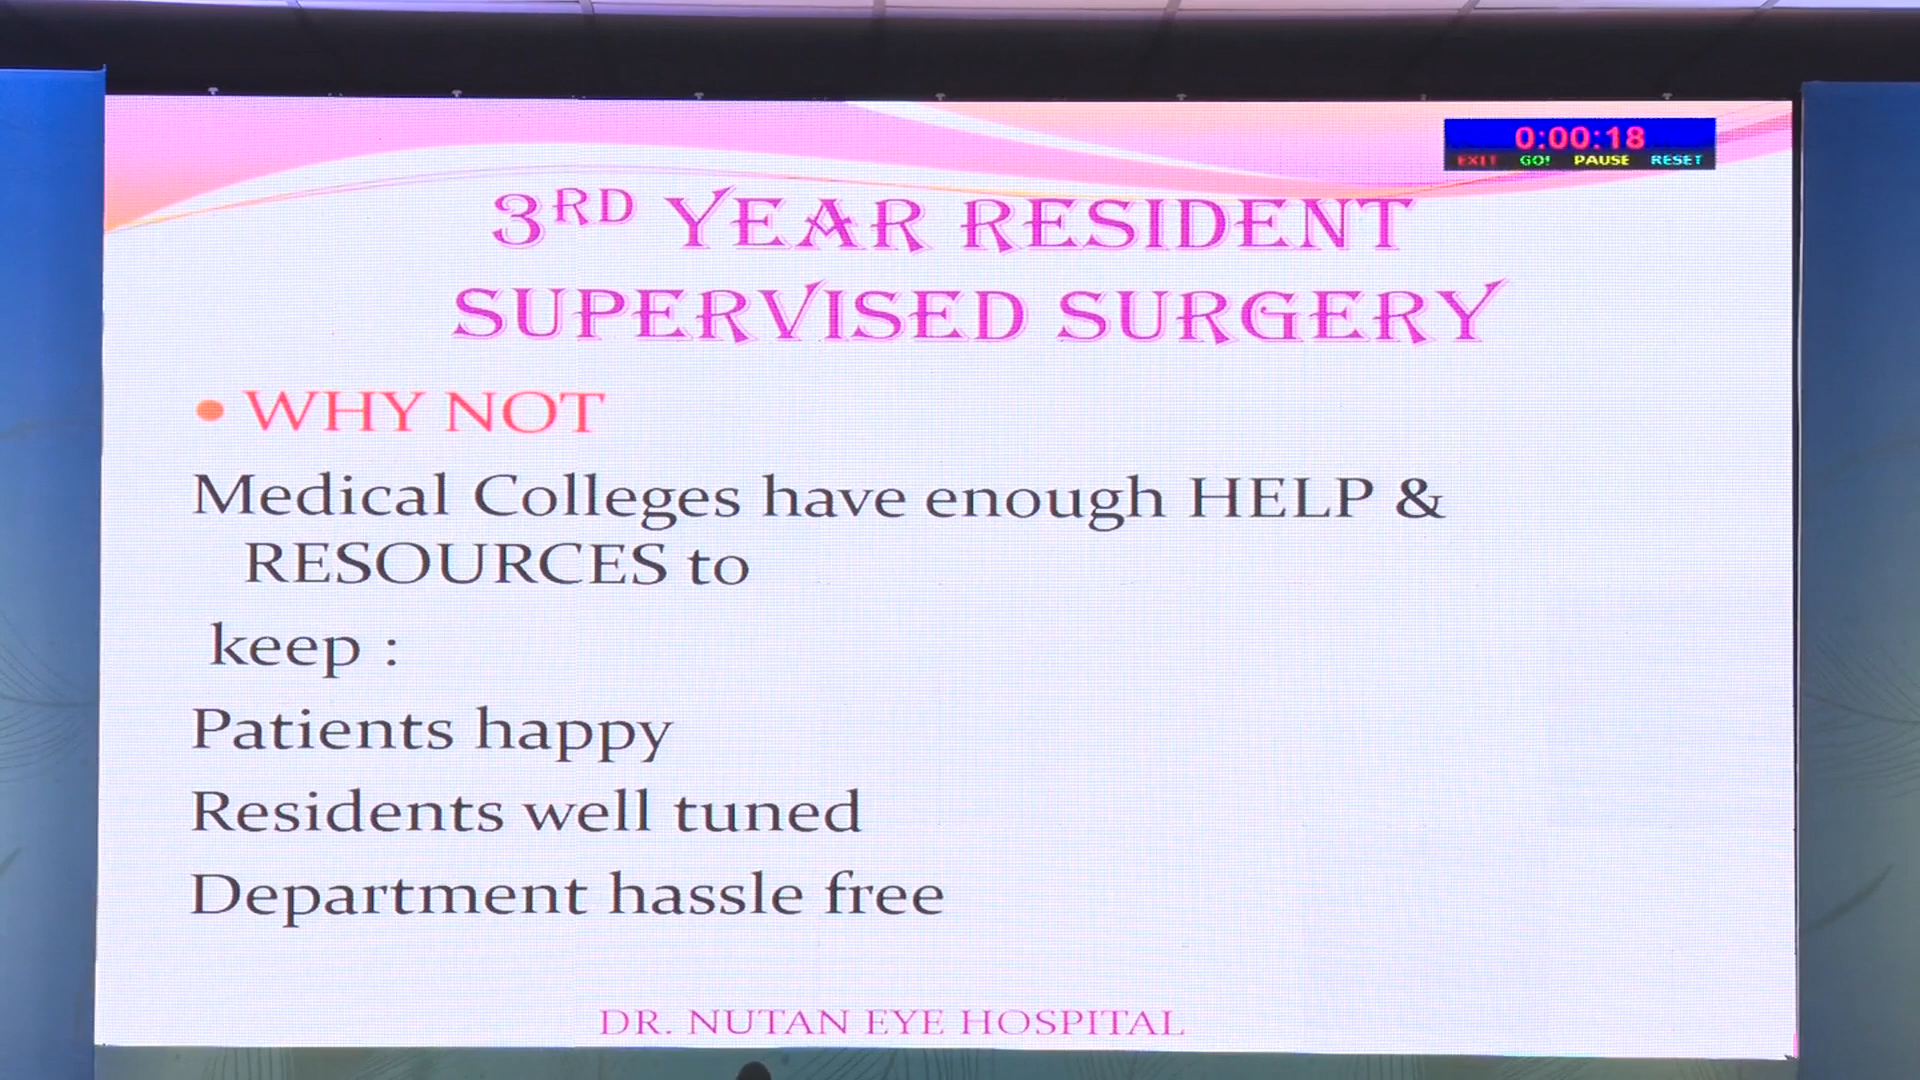 0:00:18
EXIT GO! PAUSE RESET
3RD YEAR RESIDENT
SUPERVISED SURGERY
• WHY NOT
Medical Colleges have enough HELP &
RESOURCES to
keep :
Patients happy
Residents well tuned
Department hassle free
DR. NUTAN EYE HOSPITAL